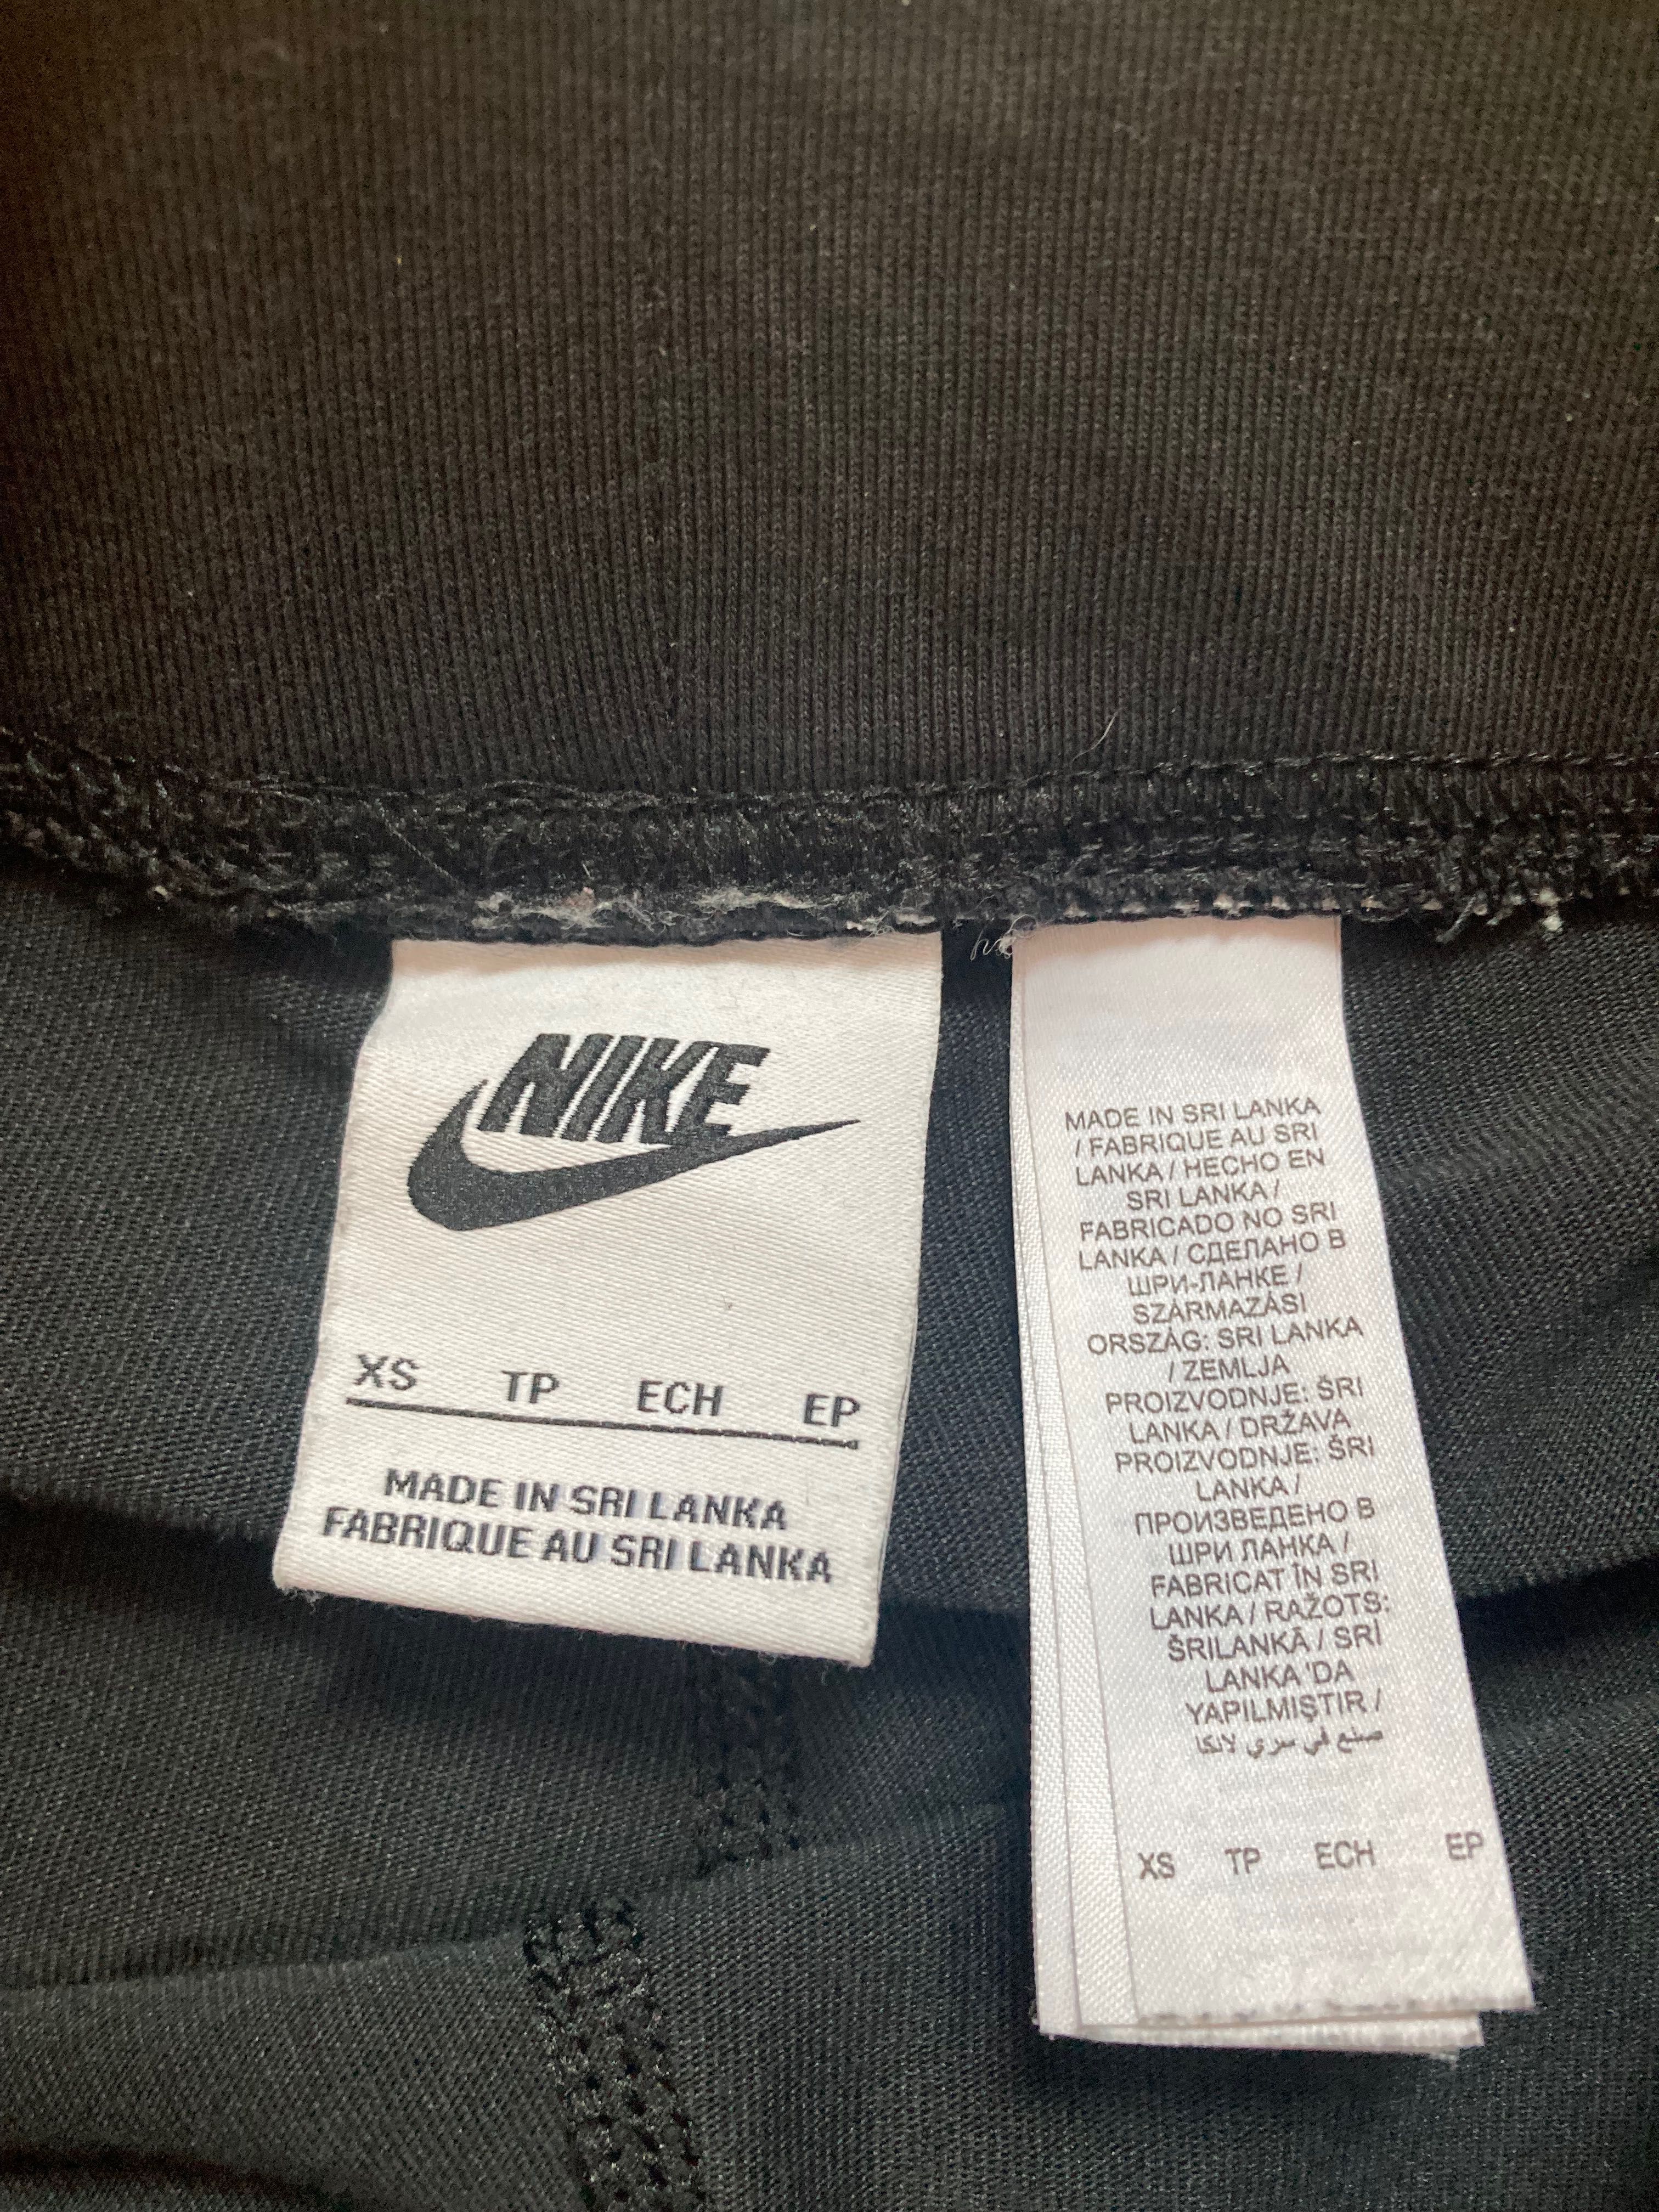 NIKE
XS TP ECH EP
MADE IN SRI LANKA
FABRIQUE AU SRI LANKA
MADE IN SRI LANKA
/ FABRIQUE AU SRI
LANKA / HECHO EN
SRI LANKA /
FABRICADO NO SRI
LANKA / СДЕЛАНО В
ШРИ-ЛАНКЕ /
SZÁRMAZÁSI
ORSZÁG: SRI LANKA
/ ZEMLJA
PROIZVODNJE: ŠRI
LANKA / DRŽAVA
PROIZVODNJE: ŠRI
LANKA /
ПРОИЗВЕДЕНО В
ШРИ ЛАНКА /
FABRICAT ÎN SRI
LANKA / RAŽOTS:
ŠRILANKĀ / SRİ
LANKA 'DA
YAPILMIŞTIR /
صنع في سري لانكا
XS TP ECH EP